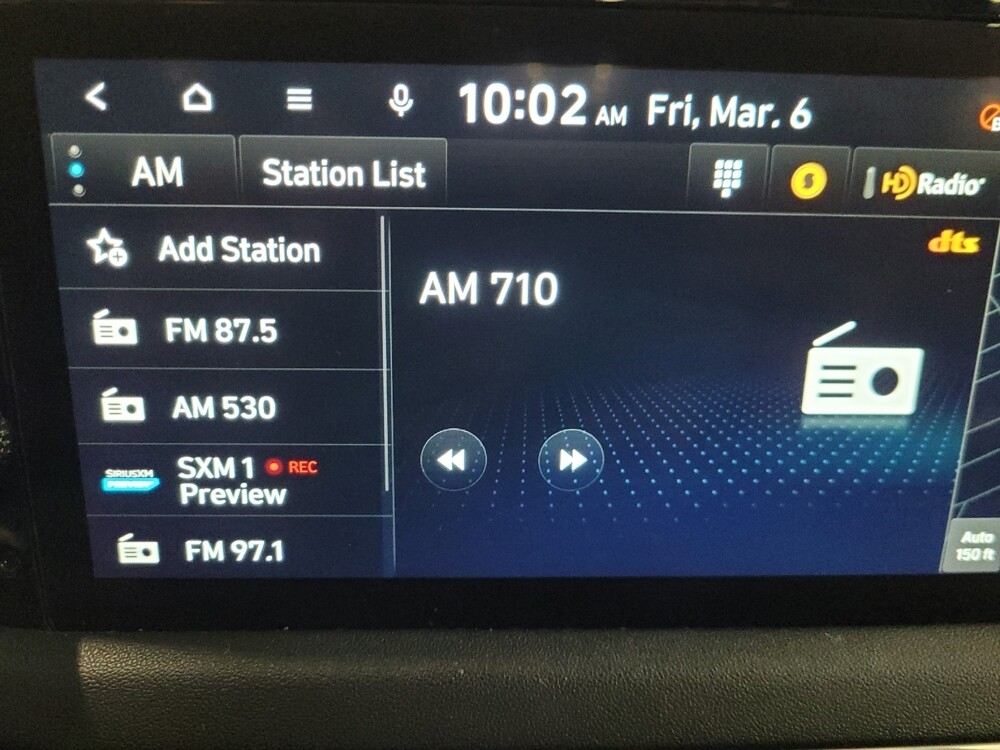 10:02 AM Fri, Mar. 6
AM
Station List
HD Radio
Add Station
FM 87.5
AM 530
SIRIUSXM
PREVIEW
SXM 1 REC
Preview
FM 97.1
dts
AM 710
Auto
150 ft